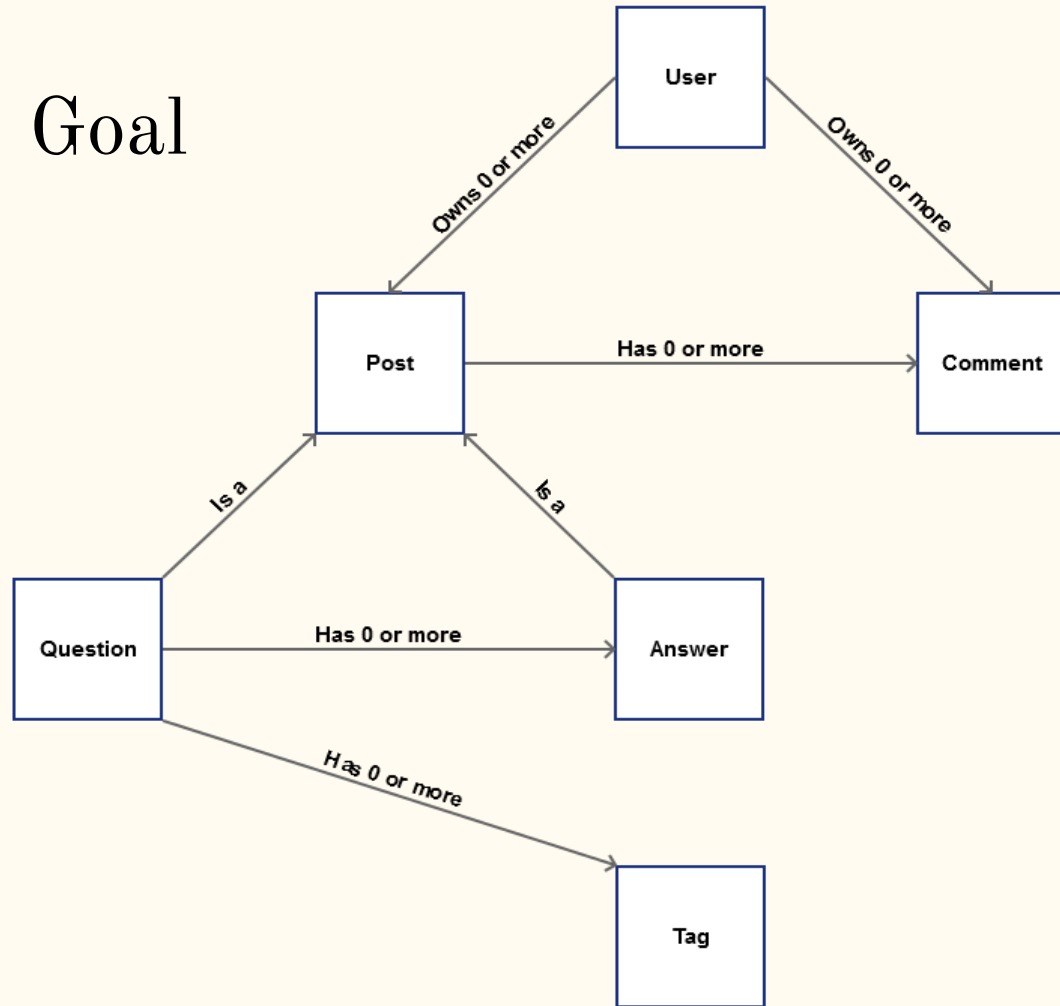 User
Goal
Owns 0 or more
Owns 0 or more
Post
Has 0 or more
Comment
Is a
Is a
Question
Has 0 or more
Answer
Has 0 or more
Tag